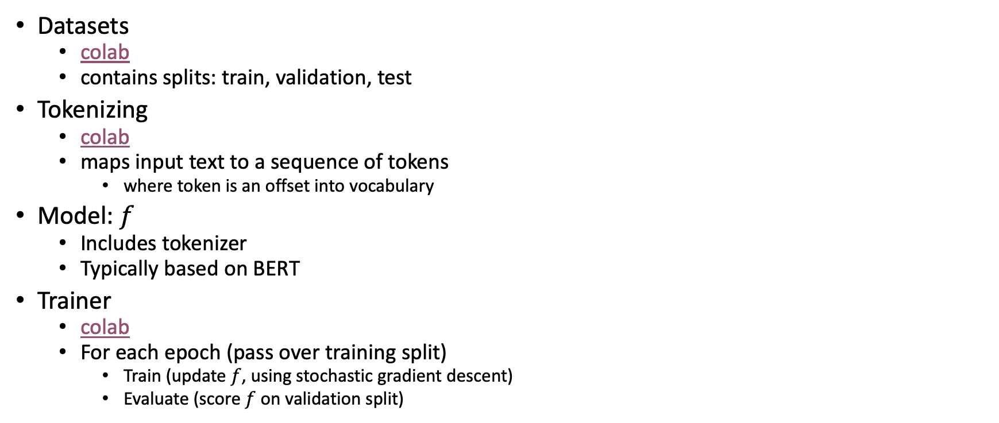 • Datasets
• colab
• contains splits: train, validation, test
• Tokenizing
• colab
• maps input text to a sequence of tokens
• where token is an offset into vocabulary
• Model: 𝑓
• Includes tokenizer
• Typically based on BERT
• Trainer
• colab
• For each epoch (pass over training split)
• Train (update 𝑓, using stochastic gradient descent)
• Evaluate (score 𝑓 on validation split)